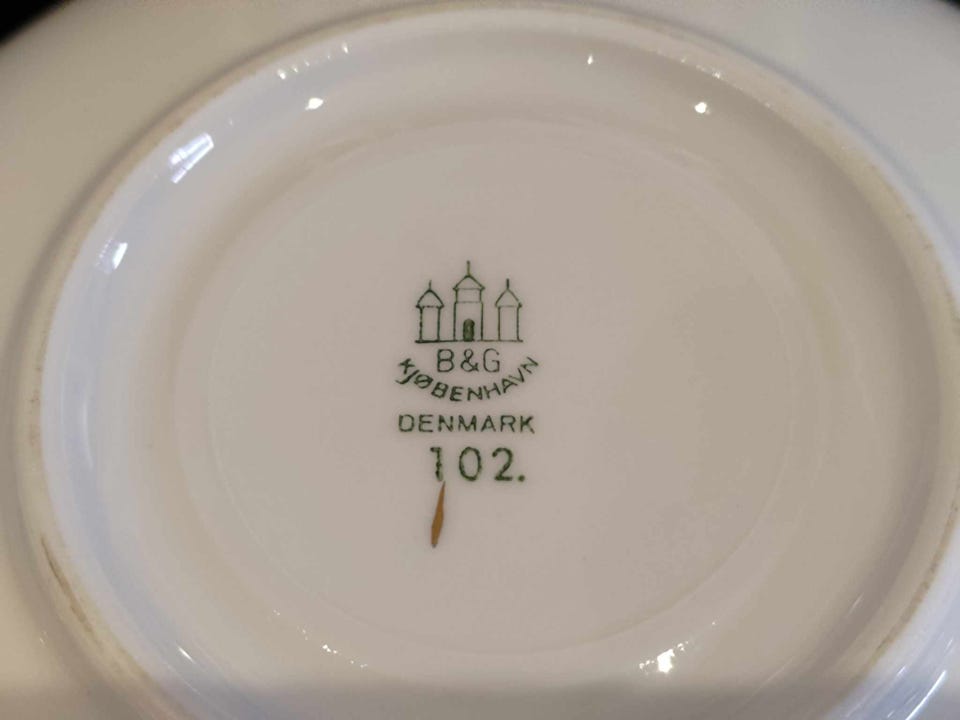 B&G
KJØBENHAVN
DENMARK
102.